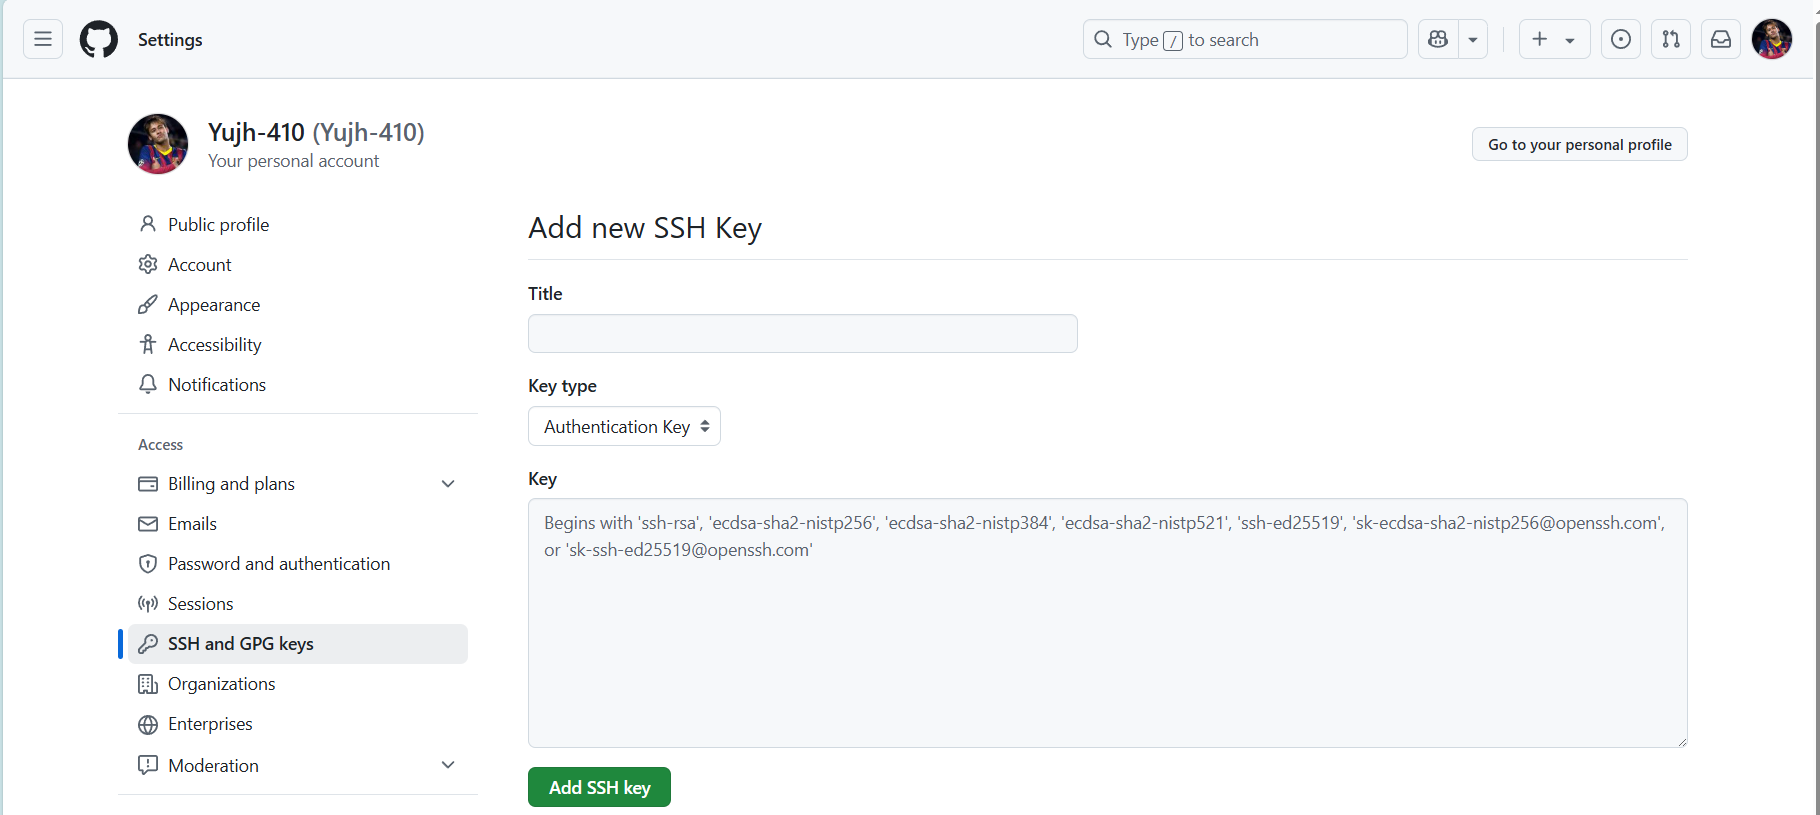 Settings
Type / to search
Yujh-410 (Yujh-410)
Your personal account
Go to your personal profile
Public profile
Account
Appearance
Accessibility
Notifications
Access
Billing and plans
Emails
Password and authentication
Sessions
SSH and GPG keys
Organizations
Enterprises
Moderation
Add new SSH Key
Title
Key type
Authentication Key
Key
Begins with 'ssh-rsa', 'ecdsa-sha2-nistp256', 'ecdsa-sha2-nistp384', 'ecdsa-sha2-nistp521', 'ssh-ed25519', 'sk-ecdsa-sha2-nistp256@openssh.com',
or 'sk-ssh-ed25519@openssh.com'
Add SSH key